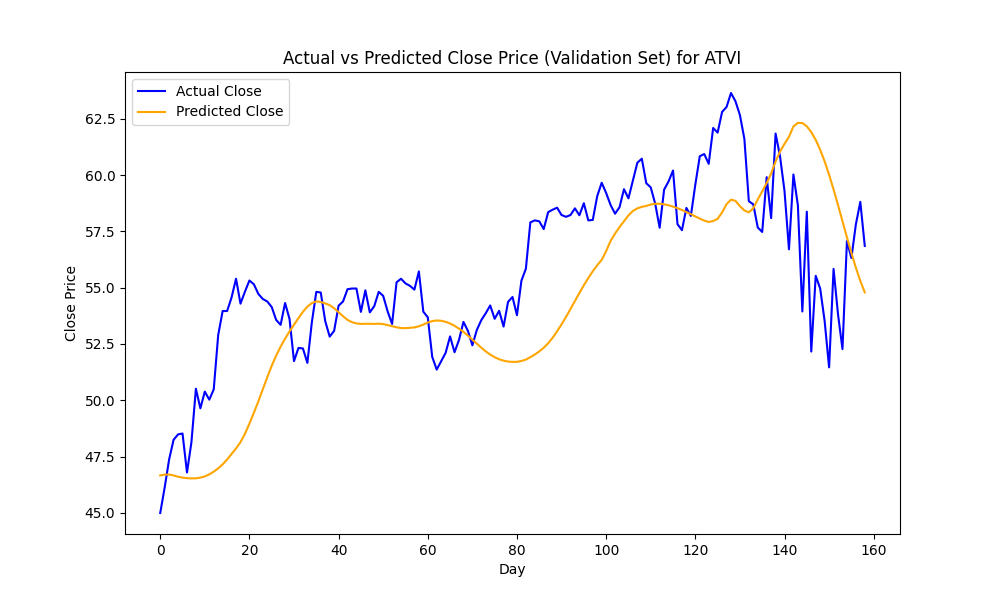 Actual vs Predicted Close Price (Validation Set) for ATVI
Actual Close
Predicted Close
Close Price
62.5
60.0
57.5
55.0
52.5
50.0
47.5
45.0
0 20 40 60 80 100 120 140 160
Day